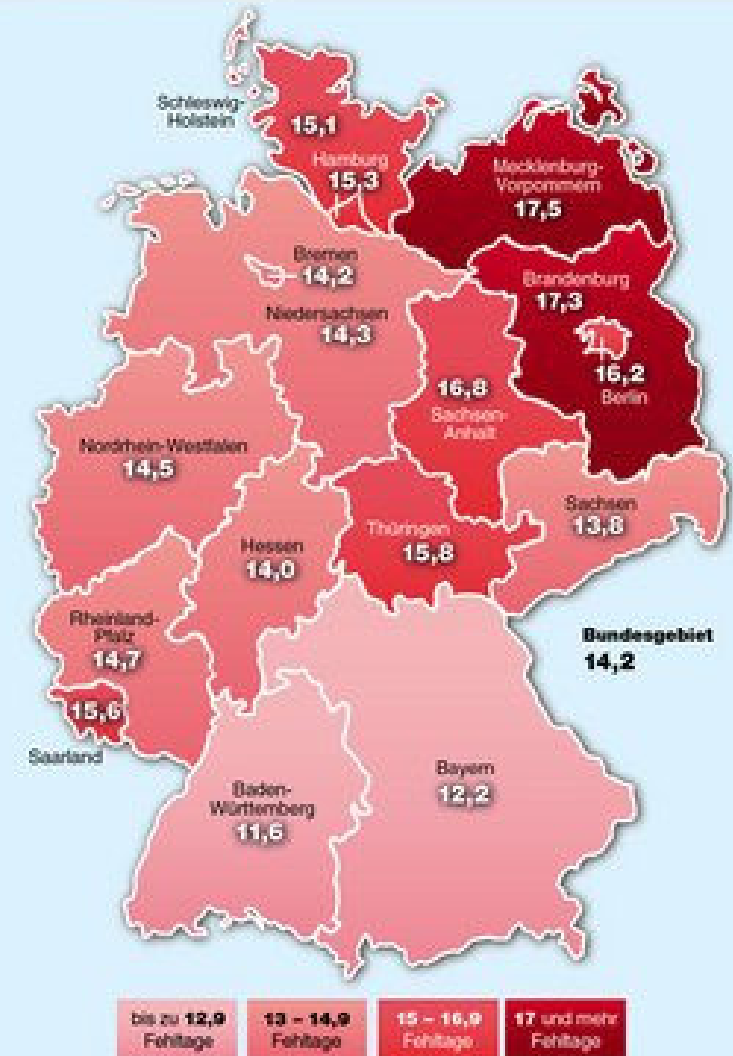 Schleswig-
Holstein
15,1
Hamburg
15,3
Mecklenburg-
Vorpommern
17,5
Bremen
14,2
Niedersachsen
14,3
Brandenburg
17,3
16,2
Berlin
16,8
Sachsen-
Anhalt
Nordrhein-Westfalen
14,5
Sachsen
13,8
Thüringen
15,8
Hessen
14,0
Rheinland-
Pfalz
14,7
15,6
Saarland
Bundesgebiet
14,2
Bayern
12,2
Baden-
Württemberg
11,6
bis zu 12,9
Fehltage
13 – 14,9
Fehltage
15 – 16,9
Fehltage
17 und mehr
Fehltage